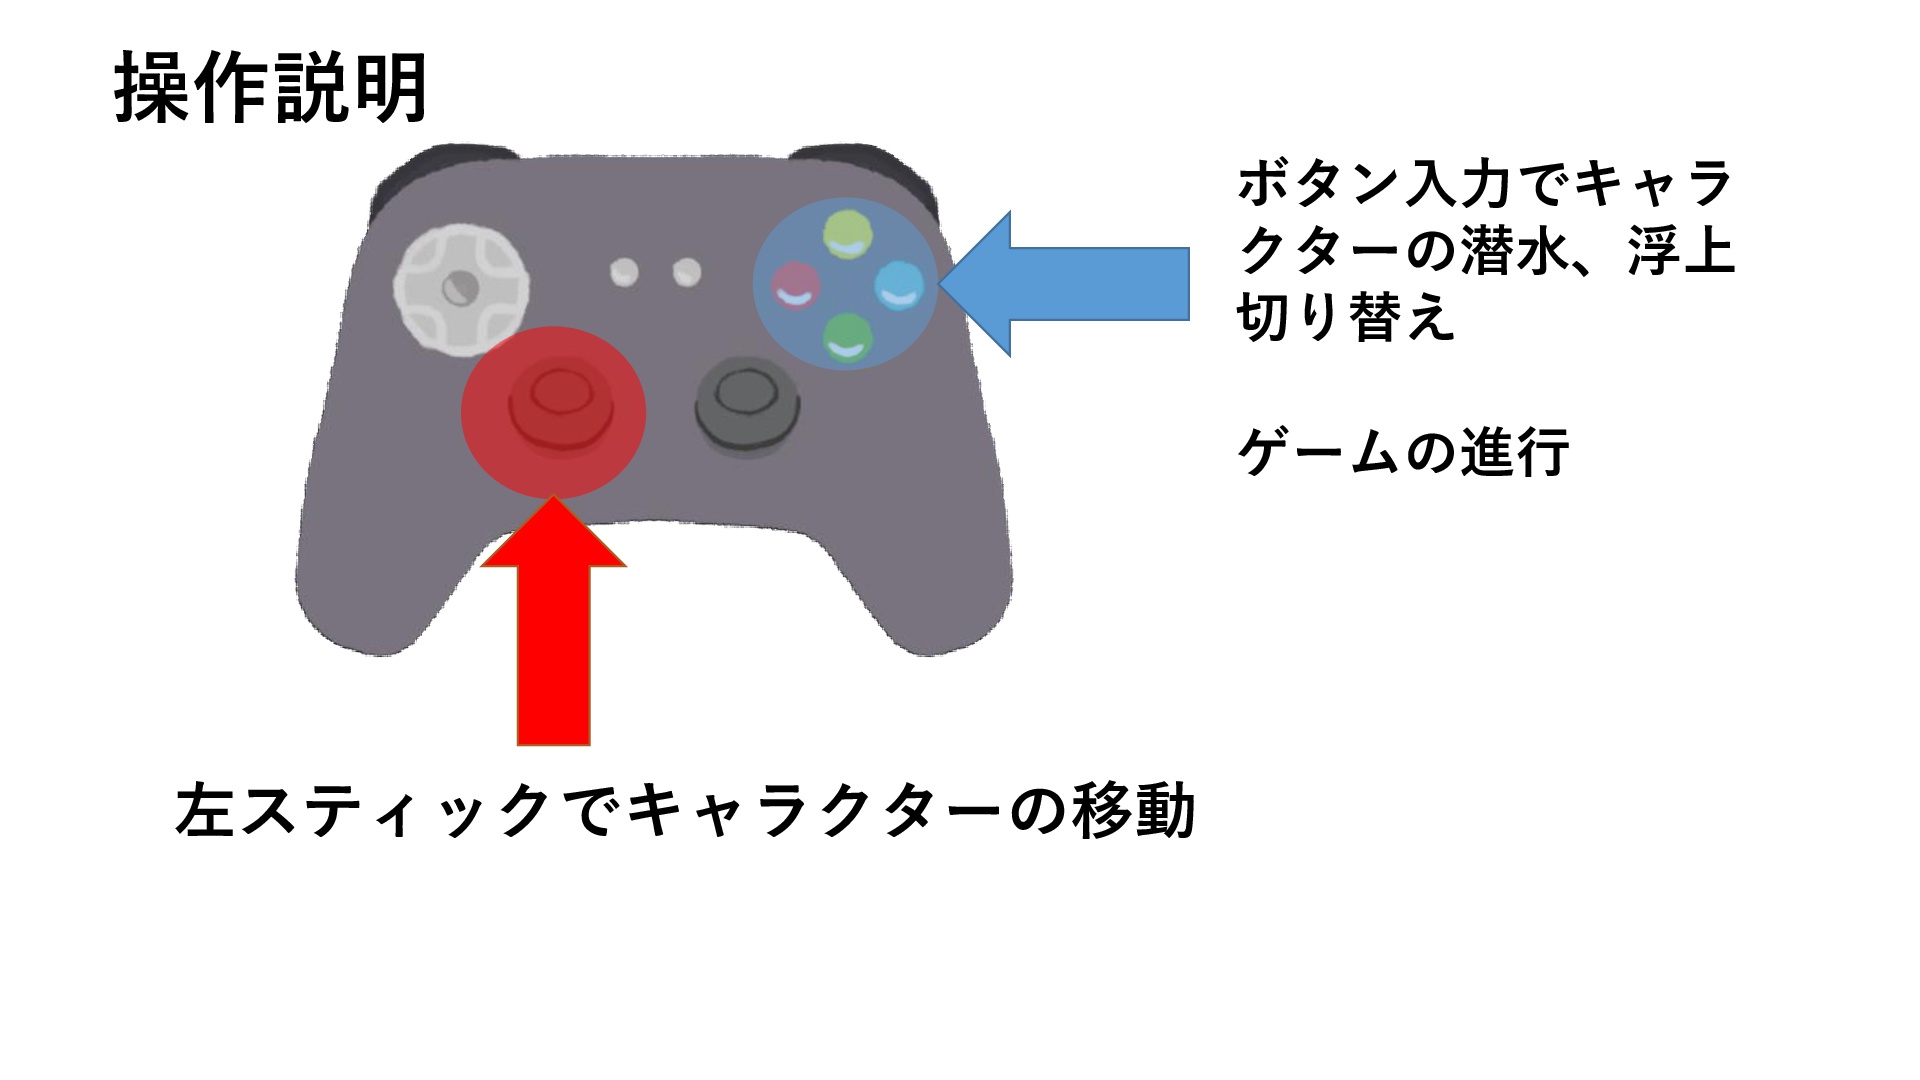 操作説明
ボタン入力でキャラ
クターの潜水、浮上
切り替え
ゲームの進行
左スティックでキャラクターの移動